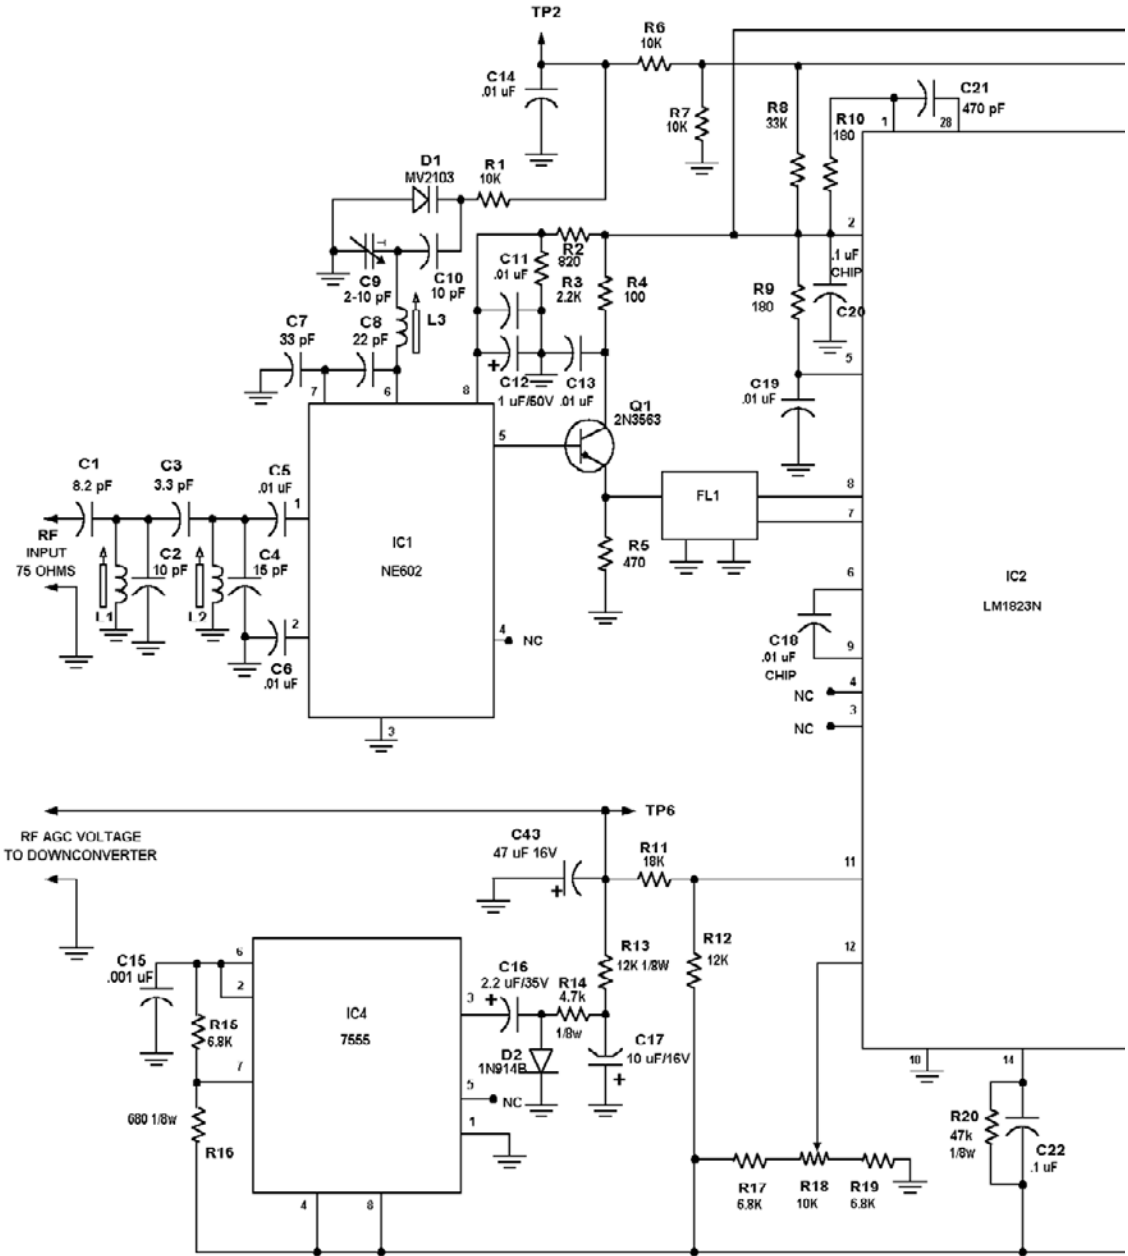 TP2
R6
10K
C14
.01 uF
R7
10K
R8
33K
C21
470 pF
1
28
R10
180
D1
MV2103
R1
10K
2
T
C9
2-10 pF
C10
10 pF
L3
C11
.01 uF
R2
820
R3
2.2K
R4
100
.1 uF
CHIP
C20
R9
180
C7
33 pF
C8
22 pF
7
6
8
+
C12
1 uF/50V
C13
.01 uF
5
C19
.01 uF
Q1
2N3563
5
C1
8.2 pF
C3
3.3 pF
C5
.01 uF
1
RF
INPUT
75 OHMS
L1
C2
10 pF
L2
C4
15 pF
2
C6
.01 uF
IC1
NE602
4
NC
3
FL1
8
7
R5
470
6
C18
.01 uF
CHIP
9
4
NC
3
NC
IC2
LM1823N
TP6
RF AGC VOLTAGE
TO DOWNCONVERTER
C43
47 uF 16V
+
R11
18K
11
R13
12K 1/8W
R12
12K
12
C15
.001 uF
6
2
R15
6.8K
7
680 1/8w
R16
IC4
7555
3
C16
2.2 uF/35V
+
R14
4.7k
1/8w
D2
1N914B
C17
10 uF/16V
+
5
NC
1
4
8
10
14
R20
47k
1/8w
C22
.1 uF
R17
6.8K
R18
10K
R19
6.8K